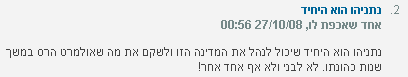 2. נתניהו הוא היחיד
אחד שאכפת לו, 27/10/08 00:56
נתניהו הוא היחיד שיכול לנהל את המדינה הזו ולשקם את מה שאולמרט הרס במשך
שנות כהונתו. לא לבני ולא אף אחד אחר!